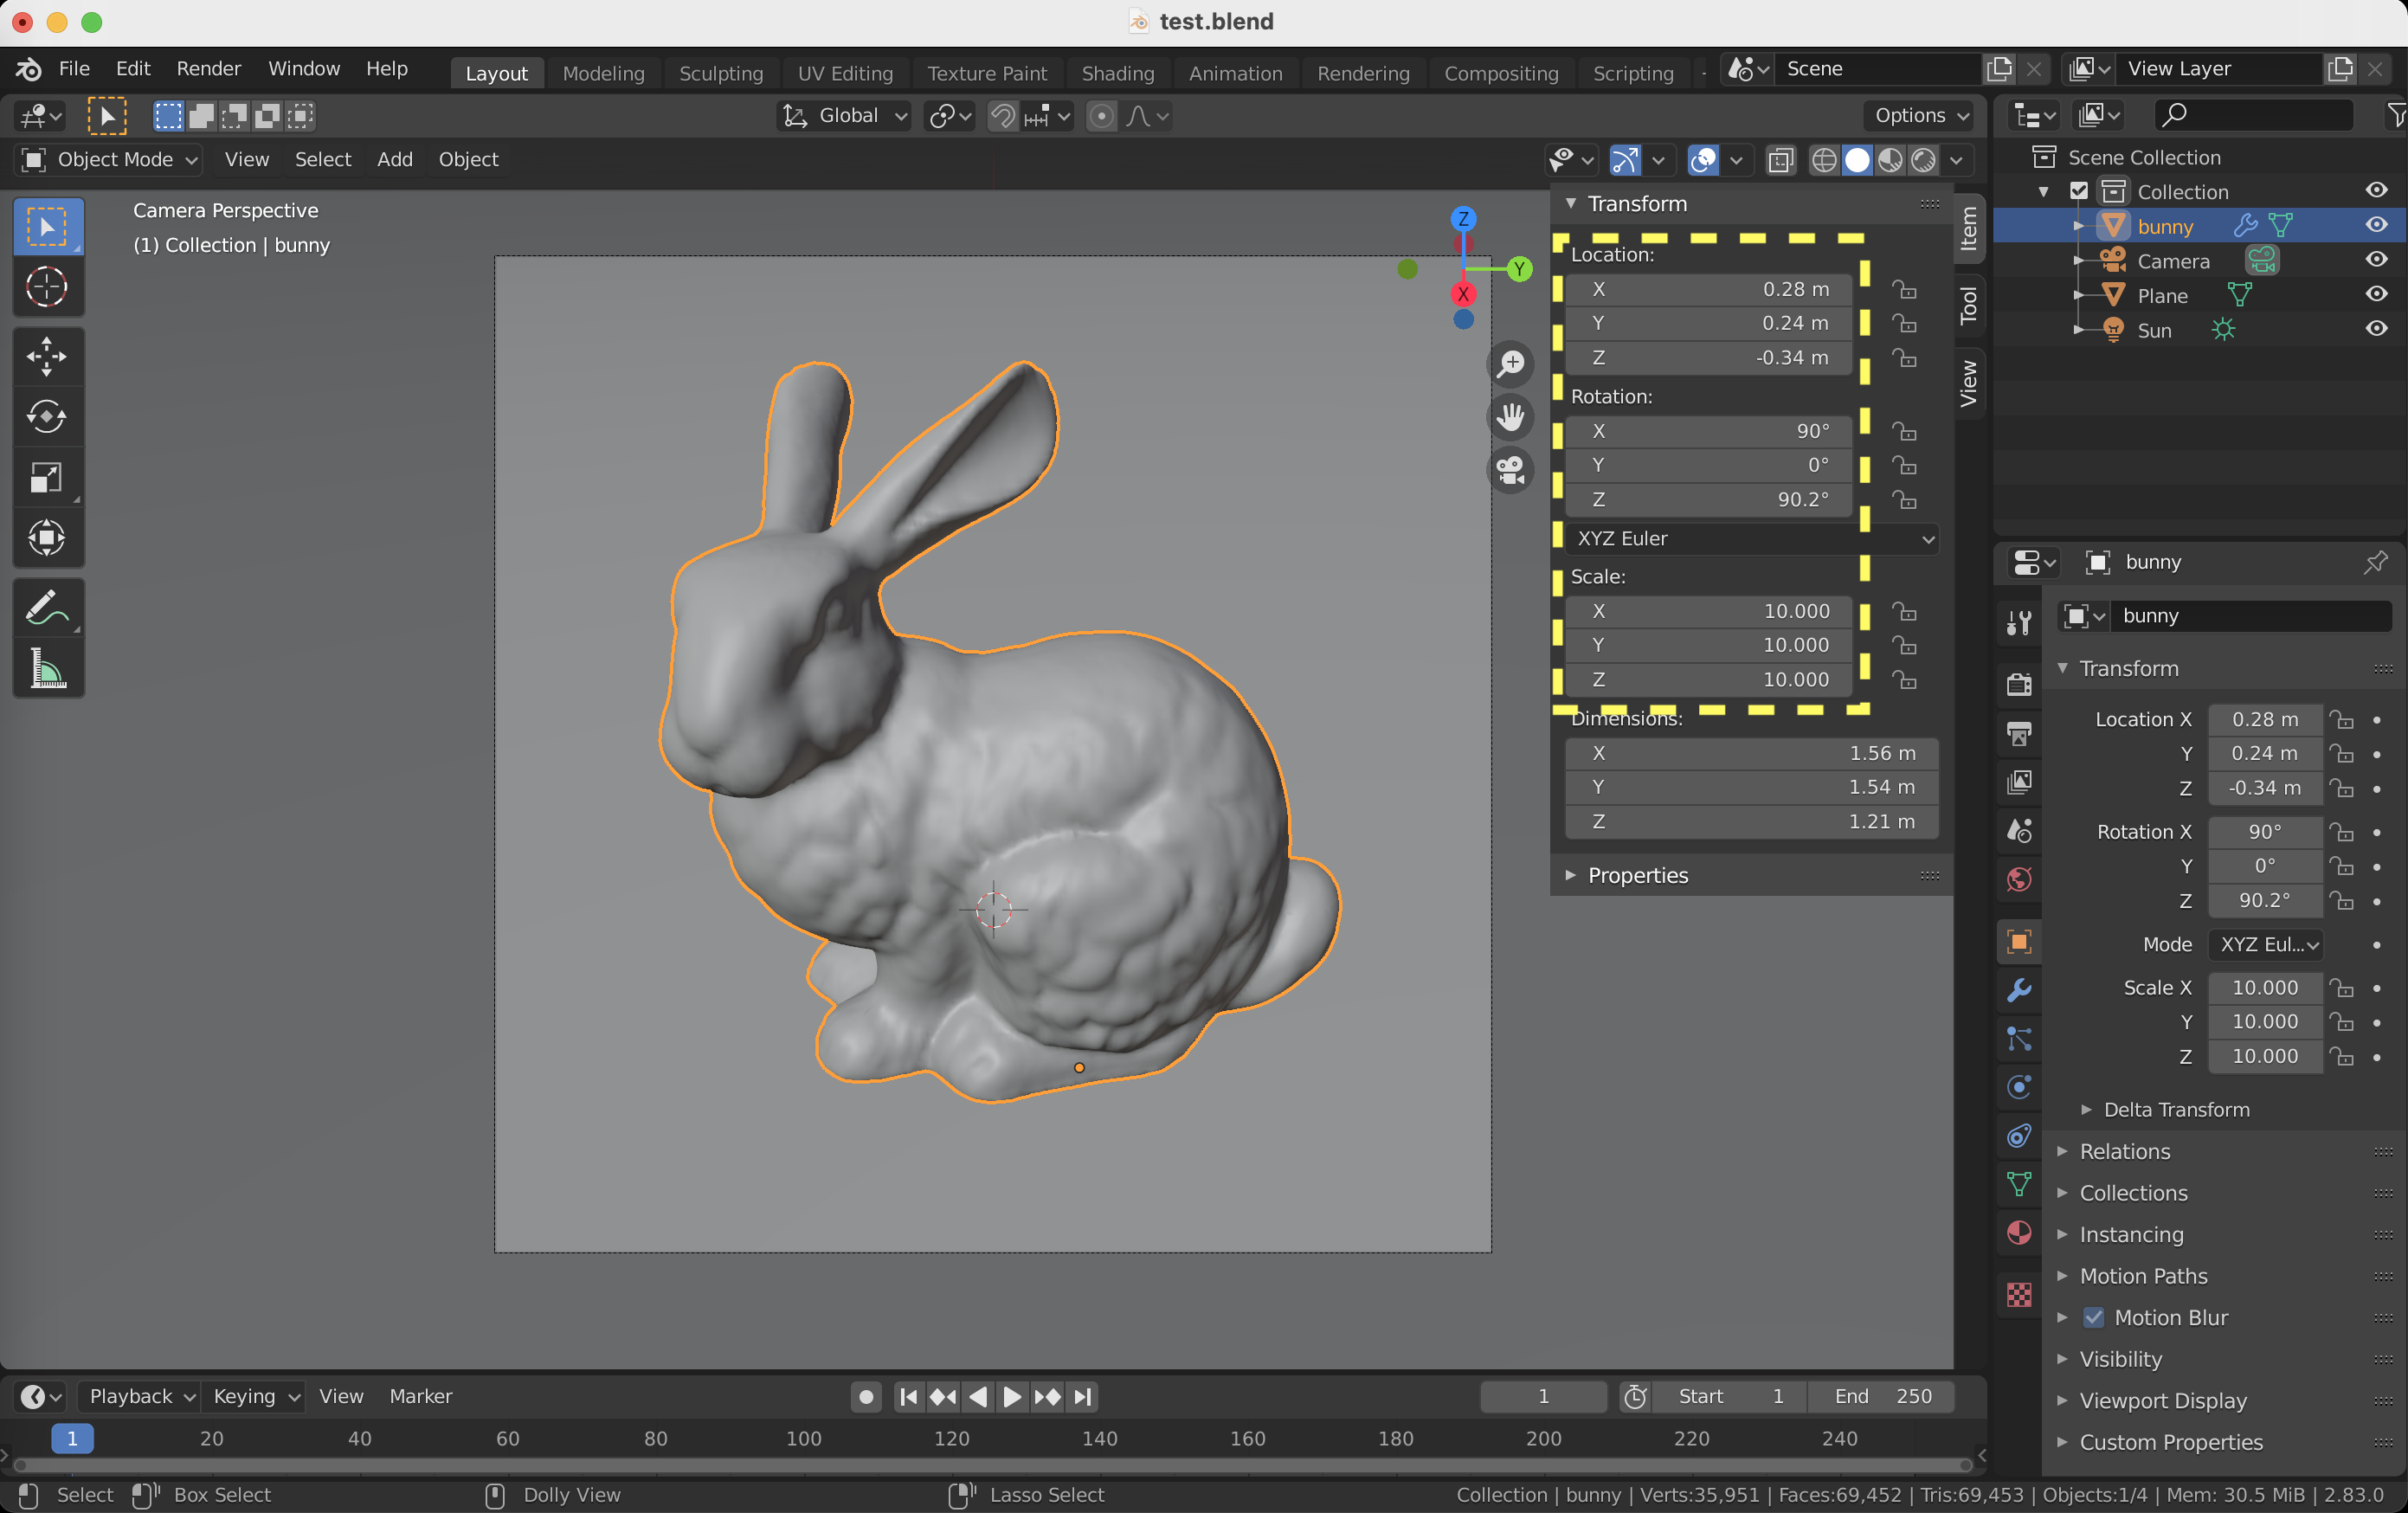 test.blend
File Edit Render Window Help Layout Modeling Sculpting UV Editing Texture Paint Shading Animation Rendering Compositing Scripting Scene View Layer
Global Options
Object Mode View Select Add Object
Camera Perspective
(1) Collection | bunny
Z
Y
X
Transform
Location:
X 0.28 m
Y 0.24 m
Z -0.34 m
Rotation:
X 90°
Y 0°
Z 90.2°
XYZ Euler
Scale:
X 10.000
Y 10.000
Z 10.000
Dimensions:
X 1.56 m
Y 1.54 m
Z 1.21 m
Properties
Item
Tool
View
Scene Collection
Collection
bunny
Camera
Plane
Sun
bunny
bunny
Transform
Location X 0.28 m
Y 0.24 m
Z -0.34 m
Rotation X 90°
Y 0°
Z 90.2°
Mode XYZ Eul...
Scale X 10.000
Y 10.000
Z 10.000
Delta Transform
Relations
Collections
Instancing
Motion Paths
Motion Blur
Visibility
Viewport Display
Custom Properties
Playback Keying View Marker 1 Start 1 End 250
1 20 40 60 80 100 120 140 160 180 200 220 240
Select Box Select Dolly View Lasso Select Collection | bunny | Verts:35,951 | Faces:69,452 | Tris:69,453 | Objects:1/4 | Mem: 30.5 MiB | 2.83.0